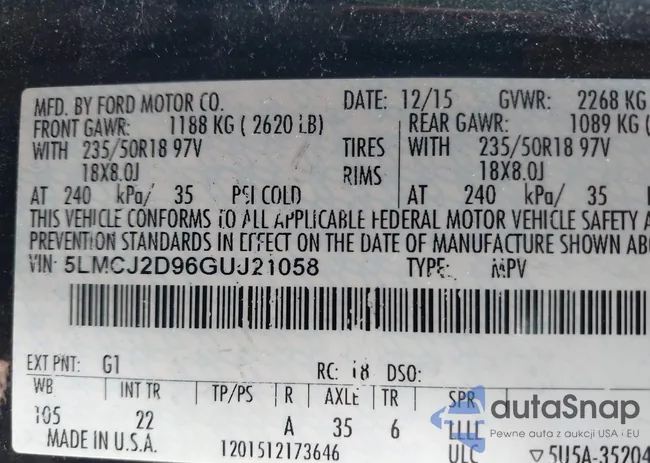 MFD. BY FORD MOTOR CO. DATE: 12/15 GVWR: 2268 KG
FRONT GAWR: 1188 KG ( 2620 LB) REAR GAWR: 1089 KG (
WITH 235/50R18 97V TIRES WITH 235/50R18 97V
18X8.0J RIMS 18X8.0J
AT 240 kPa/ 35 PSI COLD AT 240 kPa/ 35
THIS VEHICLE CONFORMS TO ALL APPLICABLE FEDERAL MOTOR VEHICLE SAFETY
PREVENTION STANDARDS IN EFFECT ON THE DATE OF MANUFACTURE SHOWN
VIN: 5LMCJ2D96GUJ21058 TYPE: MPV
EXT PNT: G1 RC: 18 DSO:
WB INT TR TP/PS R AXLE TR SPR
105 22 A 35 6
MADE IN U.S.A. 1201512173646
▽ 5U5A-35204
autaSnap
Pewne auta z aukcji USA i EU